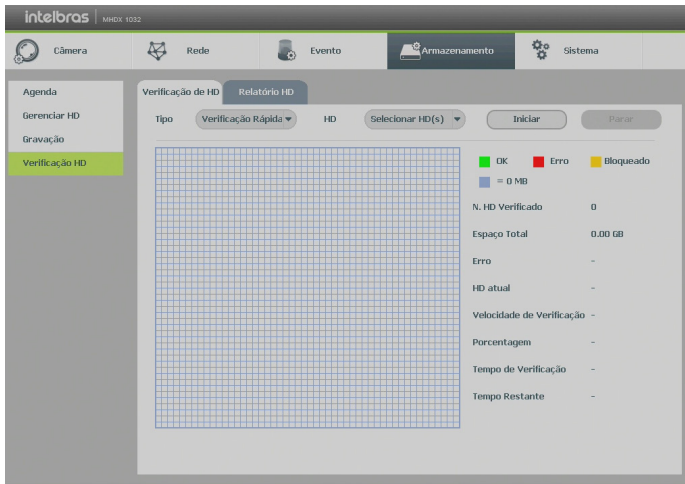 intelbras MHDX 1032
Câmera Rede Evento Armazenamento Sistema
Agenda
Gerenciar HD
Gravação
Verificação HD
Verificação de HD Relatório HD
Tipo Verificação Rápida HD Selecionar HD(s) Iniciar Parar
OK Erro Bloqueado
= 0 MB
N. HD Verificado 0
Espaço Total 0.00 GB
Erro -
HD atual -
Velocidade de Verificação -
Porcentagem -
Tempo de Verificação -
Tempo Restante -